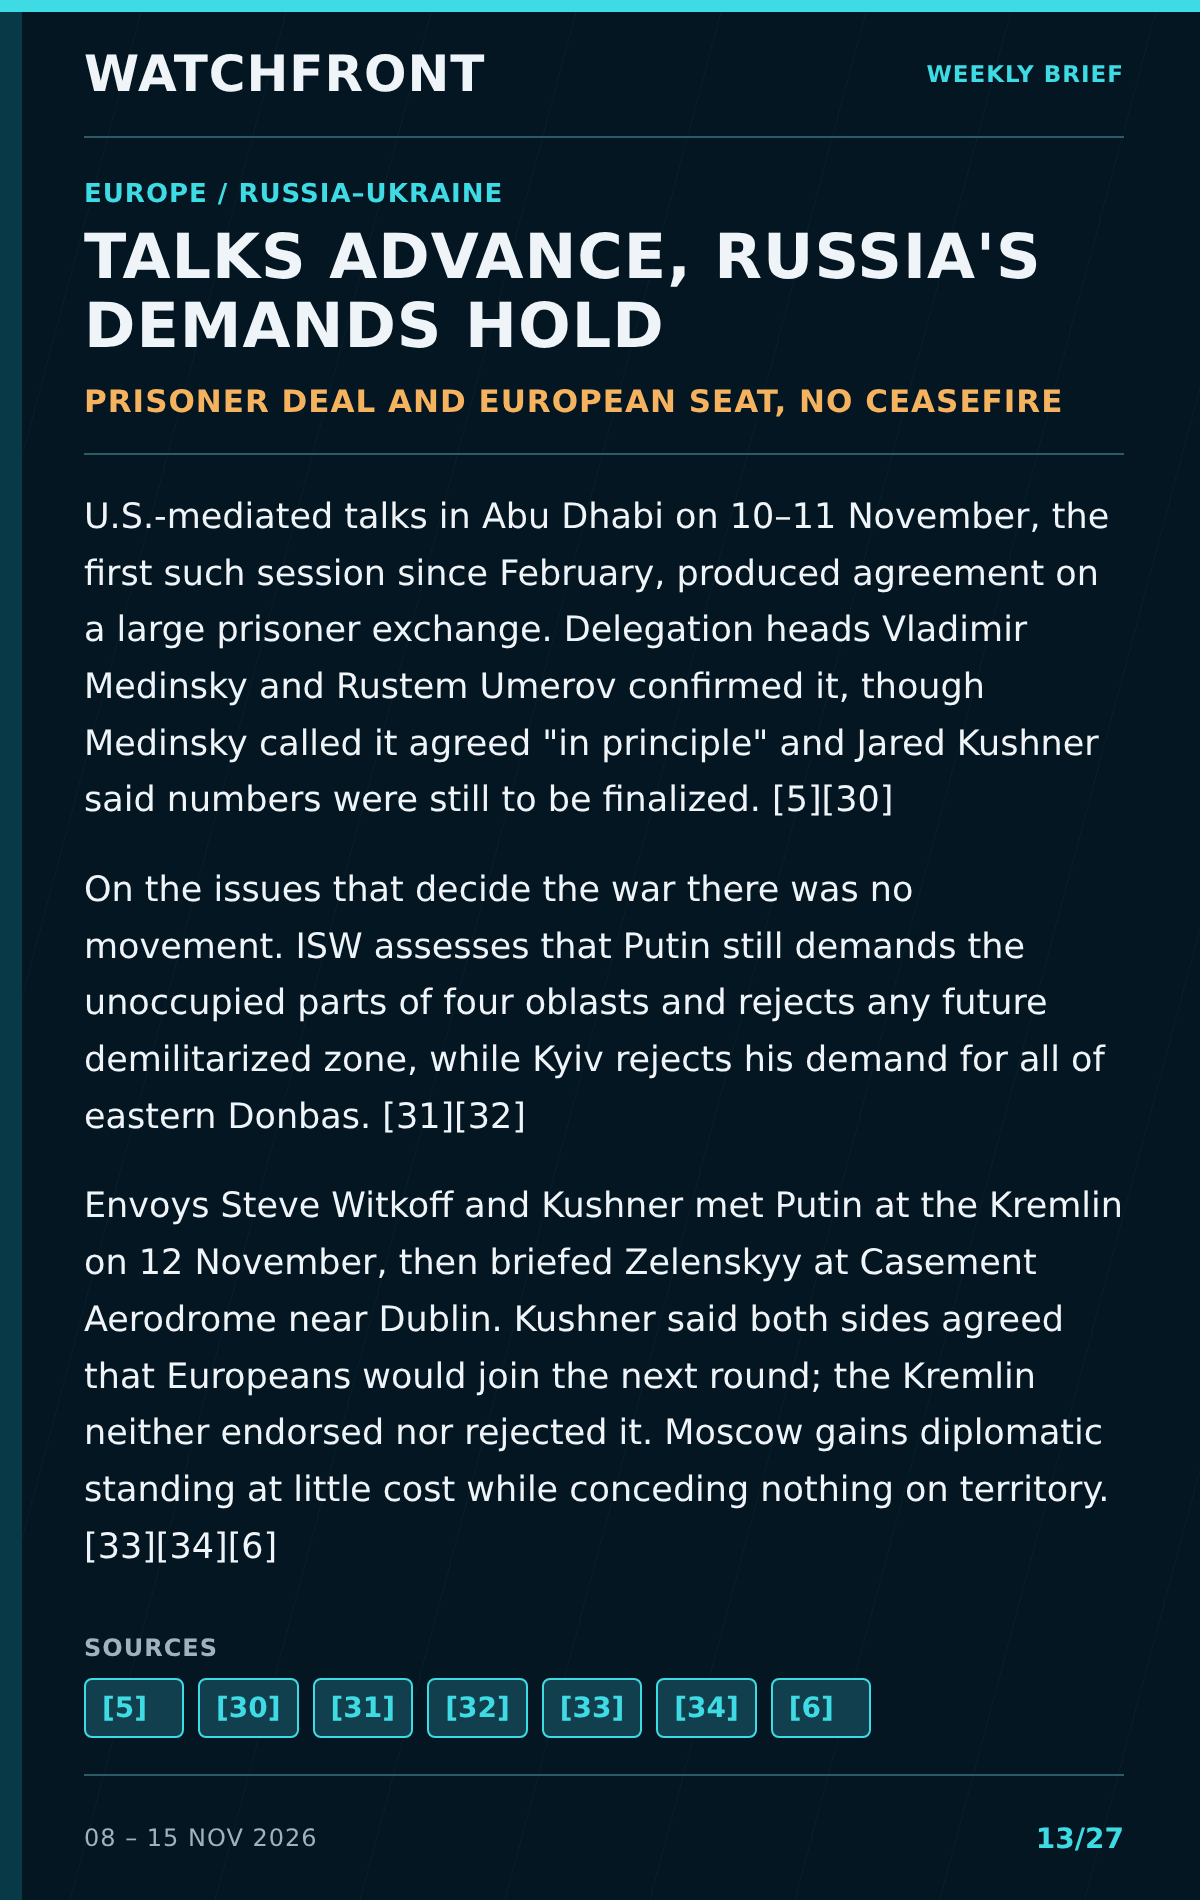 WATCHFRONT
WEEKLY BRIEF
EUROPE / RUSSIA–UKRAINE
TALKS ADVANCE, RUSSIA'S
DEMANDS HOLD
PRISONER DEAL AND EUROPEAN SEAT, NO CEASEFIRE
U.S.-mediated talks in Abu Dhabi on 10–11 November, the
first such session since February, produced agreement on
a large prisoner exchange. Delegation heads Vladimir
Medinsky and Rustem Umerov confirmed it, though
Medinsky called it agreed "in principle" and Jared Kushner
said numbers were still to be finalized. [5][30]
On the issues that decide the war there was no
movement. ISW assesses that Putin still demands the
unoccupied parts of four oblasts and rejects any future
demilitarized zone, while Kyiv rejects his demand for all of
eastern Donbas. [31][32]
Envoys Steve Witkoff and Kushner met Putin at the Kremlin
on 12 November, then briefed Zelenskyy at Casement
Aerodrome near Dublin. Kushner said both sides agreed
that Europeans would join the next round; the Kremlin
neither endorsed nor rejected it. Moscow gains diplomatic
standing at little cost while conceding nothing on territory.
[33][34][6]
SOURCES
[5] [30] [31] [32] [33] [34] [6]
08 – 15 NOV 2026
13/27